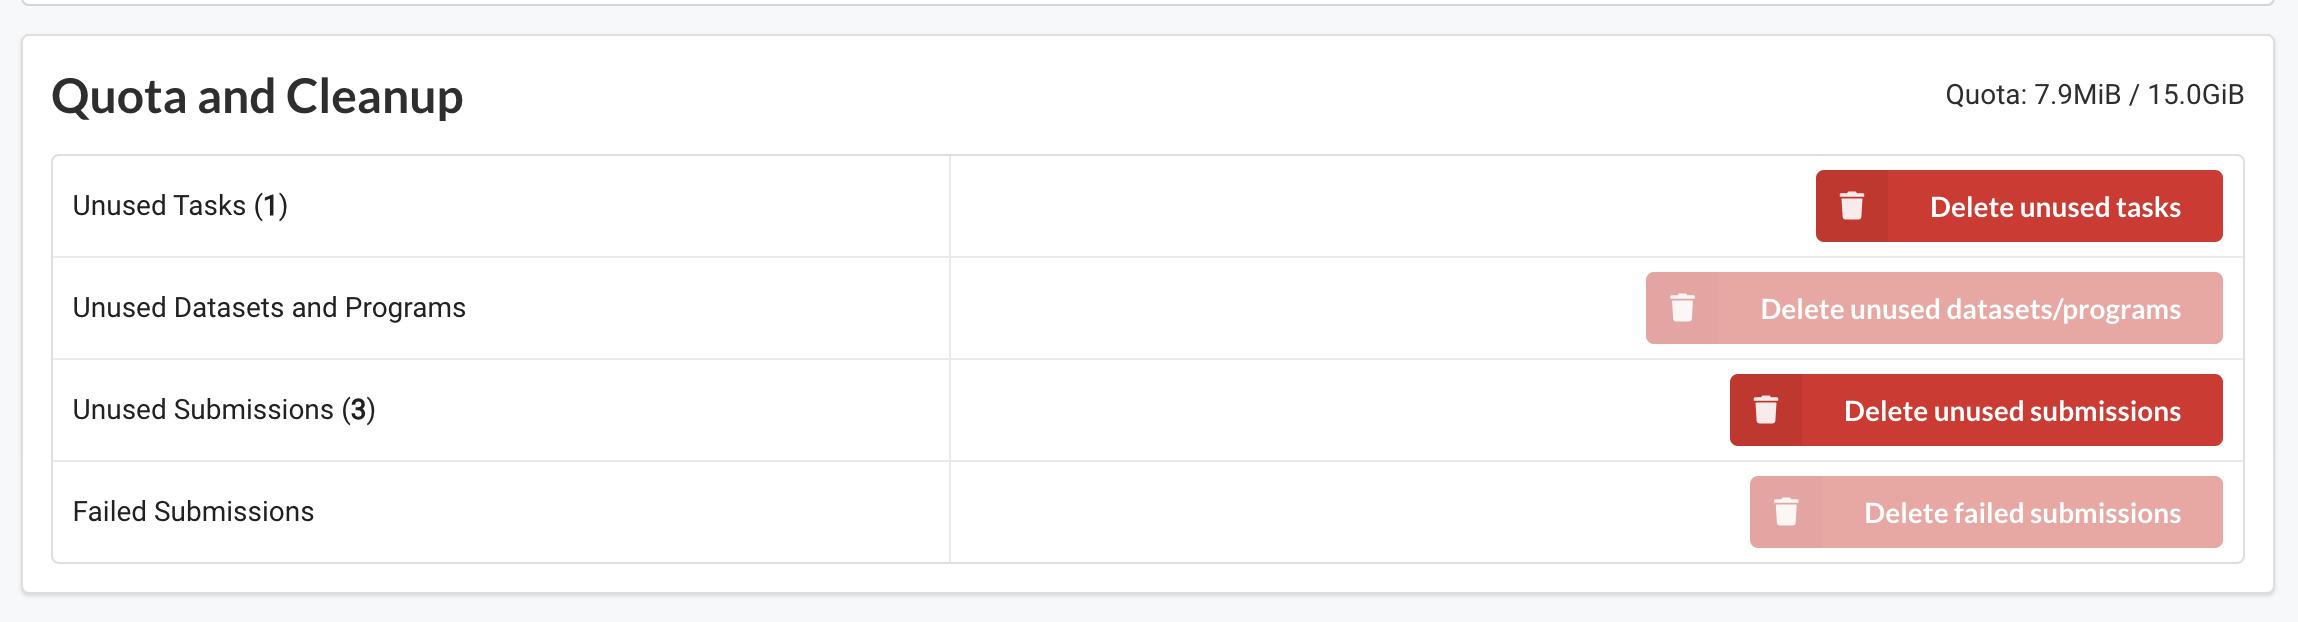 Quota and Cleanup
Quota: 7.9MiB / 15.0GiB
Unused Tasks (1)
Delete unused tasks
Unused Datasets and Programs
Delete unused datasets/programs
Unused Submissions (3)
Delete unused submissions
Failed Submissions
Delete failed submissions